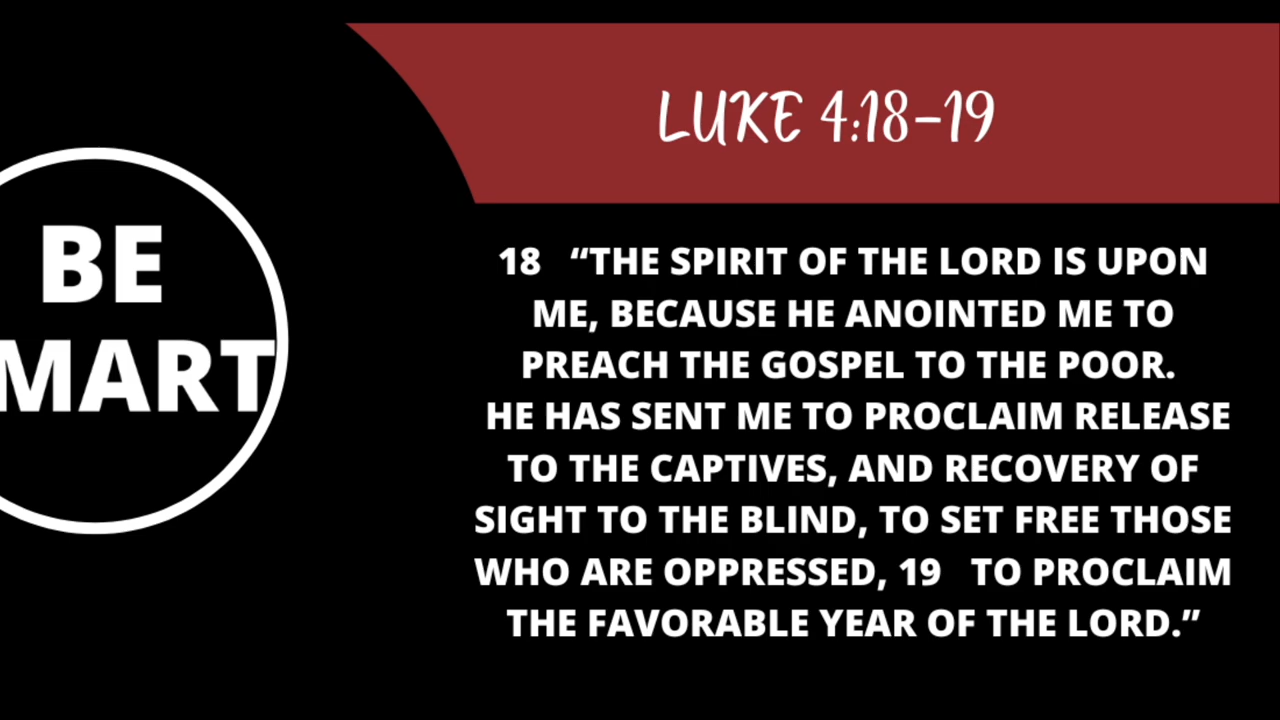 LUKE 4:18-19
BE
MART
18 “THE SPIRIT OF THE LORD IS UPON
ME, BECAUSE HE ANOINTED ME TO
PREACH THE GOSPEL TO THE POOR.
HE HAS SENT ME TO PROCLAIM RELEASE
TO THE CAPTIVES, AND RECOVERY OF
SIGHT TO THE BLIND, TO SET FREE THOSE
WHO ARE OPPRESSED, 19 TO PROCLAIM
THE FAVORABLE YEAR OF THE LORD.”